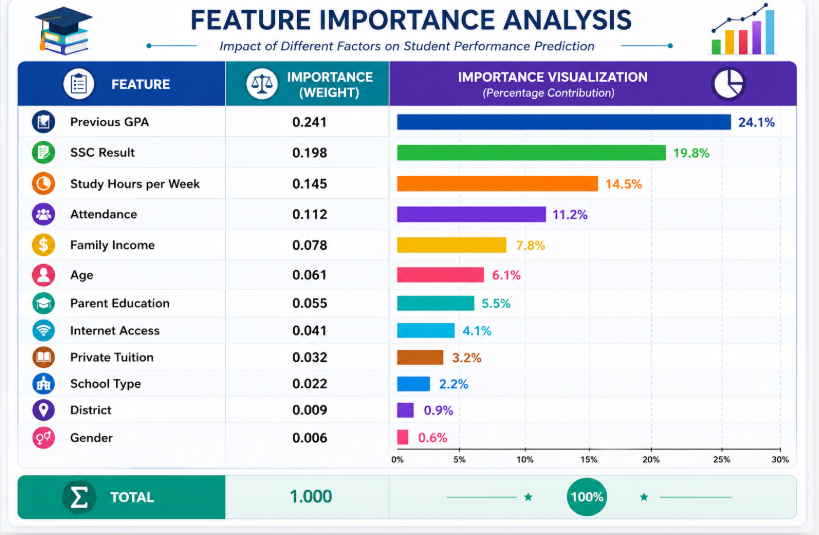 FEATURE IMPORTANCE ANALYSIS
Impact of Different Factors on Student Performance Prediction
FEATURE
IMPORTANCE
(WEIGHT)
IMPORTANCE VISUALIZATION
(Percentage Contribution)
Previous GPA 0.241 24.1%
SSC Result 0.198 19.8%
Study Hours per Week 0.145 14.5%
Attendance 0.112 11.2%
Family Income 0.078 7.8%
Age 0.061 6.1%
Parent Education 0.055 5.5%
Internet Access 0.041 4.1%
Private Tuition 0.032 3.2%
School Type 0.022 2.2%
District 0.009 0.9%
Gender 0.006 0.6%
0% 5% 10% 15% 20% 25% 30%
Σ TOTAL 1.000 100%